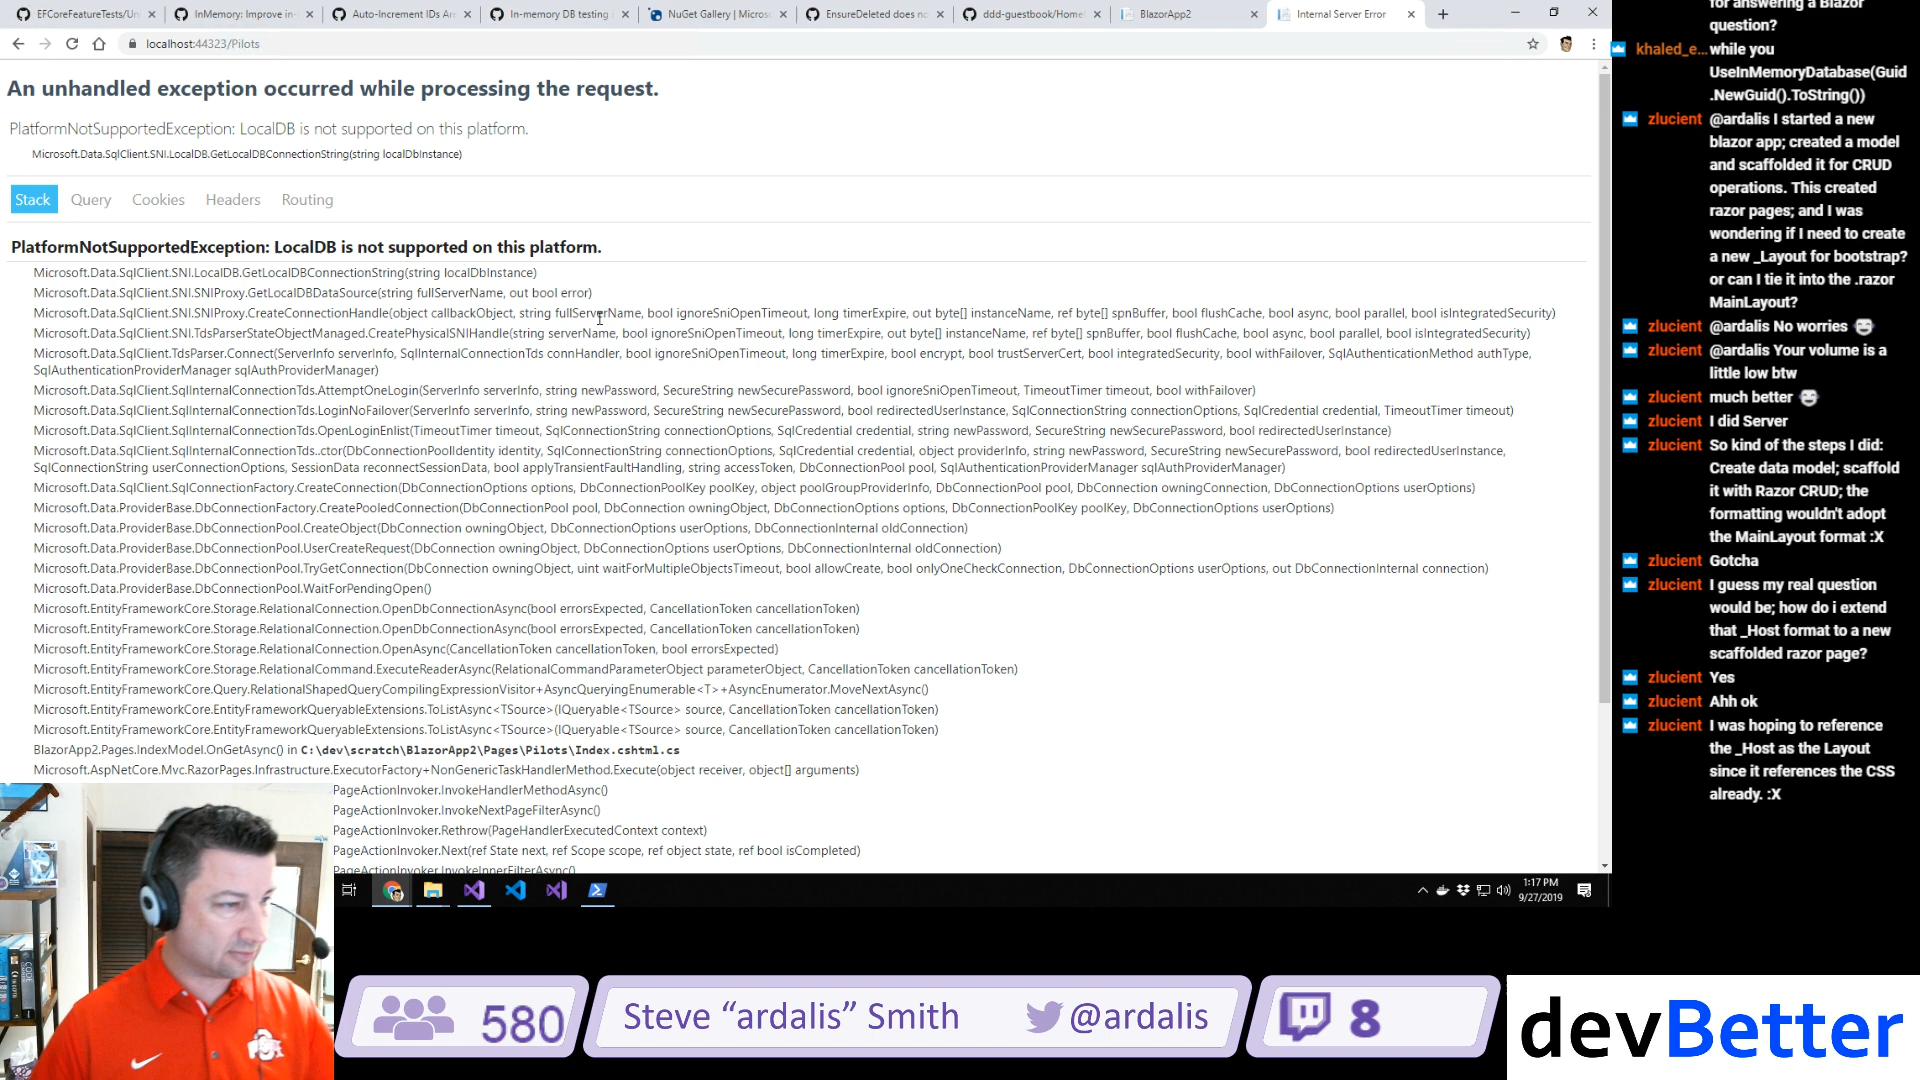 EFCoreFeatureTests/Uni
InMemory: Improve in-
Auto-Increment IDs Are
In-memory DB testing
NuGet Gallery | Micros
EnsureDeleted does no
ddd-guestbook/Home
BlazorApp2
Internal Server Error
localhost:44323/Pilots
An unhandled exception occurred while processing the request.
PlatformNotSupportedException: LocalDB is not supported on this platform.
Microsoft.Data.SqlClient.SNI.LocalDB.GetLocalDBConnectionString(string localDbInstance)
Stack Query Cookies Headers Routing
PlatformNotSupportedException: LocalDB is not supported on this platform.
Microsoft.Data.SqlClient.SNI.LocalDB.GetLocalDBConnectionString(string localDbInstance)
Microsoft.Data.SqlClient.SNI.SNIProxy.GetLocalDBDataSource(string fullServerName, out bool error)
Microsoft.Data.SqlClient.SNI.SNIProxy.CreateConnectionHandle(object callbackObject, string fullServerName, bool ignoreSniOpenTimeout, long timerExpire, out byte[] instanceName, ref byte[] spnBuffer, bool flushCache, bool async, bool parallel, bool isIntegratedSecurity)
Microsoft.Data.SqlClient.SNI.TdsParserStateObjectManaged.CreatePhysicalSNIHandle(string serverName, bool ignoreSniOpenTimeout, long timerExpire, out byte[] instanceName, ref byte[] spnBuffer, bool flushCache, bool async, bool parallel, bool isIntegratedSecurity)
Microsoft.Data.SqlClient.TdsParser.Connect(ServerInfo serverInfo, SqlInternalConnectionTds connHandler, bool ignoreSniOpenTimeout, long timerExpire, bool encrypt, bool trustServerCert, bool integratedSecurity, bool withFailover, SqlAuthenticationMethod authType,
SqlAuthenticationProviderManager sqlAuthProviderManager)
Microsoft.Data.SqlClient.SqlInternalConnectionTds.AttemptOneLogin(ServerInfo serverInfo, string newPassword, SecureString newSecurePassword, bool ignoreSniOpenTimeout, TimeoutTimer timeout, bool withFailover)
Microsoft.Data.SqlClient.SqlInternalConnectionTds.LoginNoFailover(ServerInfo serverInfo, string newPassword, SecureString newSecurePassword, bool redirectedUserInstance, SqlConnectionString connectionOptions, SqlCredential credential, TimeoutTimer timeout)
Microsoft.Data.SqlClient.SqlInternalConnectionTds.OpenLoginEnlist(TimeoutTimer timeout, SqlConnectionString connectionOptions, SqlCredential credential, string newPassword, SecureString newSecurePassword, bool redirectedUserInstance)
Microsoft.Data.SqlClient.SqlInternalConnectionTds..ctor(DbConnectionPoolIdentity identity, SqlConnectionString connectionOptions, SqlCredential credential, object providerInfo, string newPassword, SecureString newSecurePassword, bool redirectedUserInstance,
SqlConnectionString userConnectionOptions, SessionData reconnectSessionData, bool applyTransientFaultHandling, string accessToken, DbConnectionPool pool, SqlAuthenticationProviderManager sqlAuthProviderManager)
Microsoft.Data.SqlClient.SqlConnectionFactory.CreateConnection(DbConnectionOptions options, DbConnectionPoolKey poolKey, object poolGroupProviderInfo, DbConnectionPool pool, DbConnection owningConnection, DbConnectionOptions userOptions)
Microsoft.Data.ProviderBase.DbConnectionFactory.CreatePooledConnection(DbConnectionPool pool, DbConnection owningObject, DbConnectionOptions options, DbConnectionPoolKey poolKey, DbConnectionOptions userOptions)
Microsoft.Data.ProviderBase.DbConnectionPool.CreateObject(DbConnection owningObject, DbConnectionOptions userOptions, DbConnectionInternal oldConnection)
Microsoft.Data.ProviderBase.DbConnectionPool.UserCreateRequest(DbConnection owningObject, DbConnectionOptions userOptions, DbConnectionInternal oldConnection)
Microsoft.Data.ProviderBase.DbConnectionPool.TryGetConnection(DbConnection owningObject, uint waitForMultipleObjectsTimeout, bool allowCreate, bool onlyOneCheckConnection, DbConnectionOptions userOptions, out DbConnectionInternal connection)
Microsoft.Data.ProviderBase.DbConnectionPool.WaitForPendingOpen()
Microsoft.EntityFrameworkCore.Storage.RelationalConnection.OpenDbConnectionAsync(bool errorsExpected, CancellationToken cancellationToken)
Microsoft.EntityFrameworkCore.Storage.RelationalConnection.OpenDbConnectionAsync(bool errorsExpected, CancellationToken cancellationToken)
Microsoft.EntityFrameworkCore.Storage.RelationalConnection.OpenAsync(CancellationToken cancellationToken, bool errorsExpected)
Microsoft.EntityFrameworkCore.Storage.RelationalCommand.ExecuteReaderAsync(RelationalCommandParameterObject parameterObject, CancellationToken cancellationToken)
Microsoft.EntityFrameworkCore.Query.RelationalShapedQueryCompilingExpressionVisitor+AsyncQueryingEnumerable<T>+AsyncEnumerator.MoveNextAsync()
Microsoft.EntityFrameworkCore.EntityFrameworkQueryableExtensions.ToListAsync<TSource>(IQueryable<TSource> source, CancellationToken cancellationToken)
Microsoft.EntityFrameworkCore.EntityFrameworkQueryableExtensions.ToListAsync<TSource>(IQueryable<TSource> source, CancellationToken cancellationToken)
BlazorApp2.Pages.IndexModel.OnGetAsync() in C:\dev\scratch\BlazorApp2\Pages\Pilots\Index.cshtml.cs
Microsoft.AspNetCore.Mvc.RazorPages.Infrastructure.ExecutorFactory+NonGenericTaskHandlerMethod.Execute(object receiver, object[] arguments)
PageActionInvoker.InvokeHandlerMethodAsync()
PageActionInvoker.InvokeNextPageFilterAsync()
PageActionInvoker.Rethrow(PageHandlerExecutedContext context)
PageActionInvoker.Next(ref State next, ref Scope scope, ref object state, ref bool isCompleted)
PageActionInvoker.InvokeInnerFilterAsync()
1:17 PM
9/27/2019
for answering a Blazor
question?
khaled_e... while you
UseInMemoryDatabase(Guid
.NewGuid().ToString())
zlucient @ardalis I started a new
blazor app; created a model
and scaffolded it for CRUD
operations. This created
razor pages; and I was
wondering if I need to create
a new _Layout for bootstrap?
or can I tie it into the .razor
MainLayout?
zlucient @ardalis No worries
zlucient @ardalis Your volume is a
little low btw
zlucient much better
zlucient I did Server
zlucient So kind of the steps I did:
Create data model; scaffold
it with Razor CRUD; the
formatting wouldn't adopt
the MainLayout format :X
zlucient Gotcha
zlucient I guess my real question
would be; how do i extend
that _Host format to a new
scaffolded razor page?
zlucient Yes
zlucient Ahh ok
zlucient I was hoping to reference
the _Host as the Layout
since it references the CSS
already. :X
580
Steve “ardalis” Smith @ardalis
8
devBetter